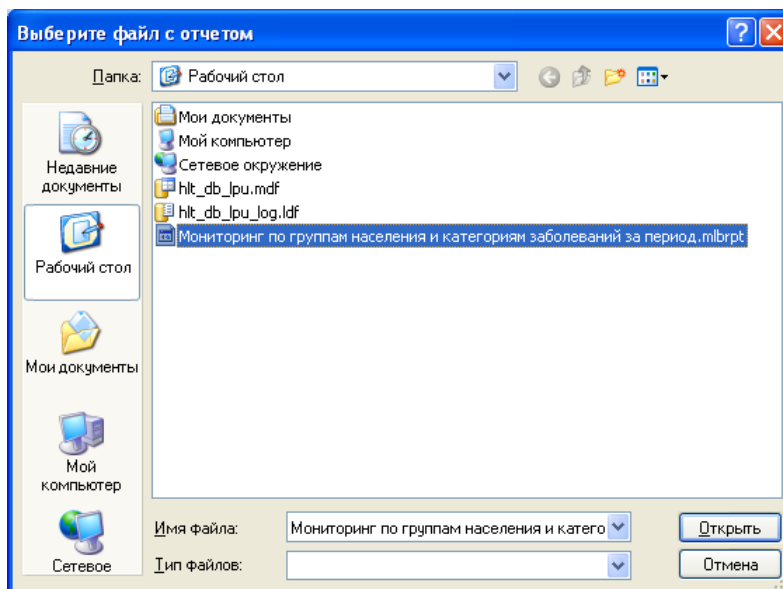 Выберите файл с отчетом
Папка: Рабочий стол
Недавние документы
Рабочий стол
Мои документы
Мой компьютер
Сетевое
Мои документы
Мой компьютер
Сетевое окружение
hlt_db_lpu.mdf
hlt_db_lpu_log.ldf
Мониторинг по группам населения и категориям заболеваний за период.mlbrpt
Имя файла: Мониторинг по группам населения и катего
Открыть
Тип файлов:
Отмена